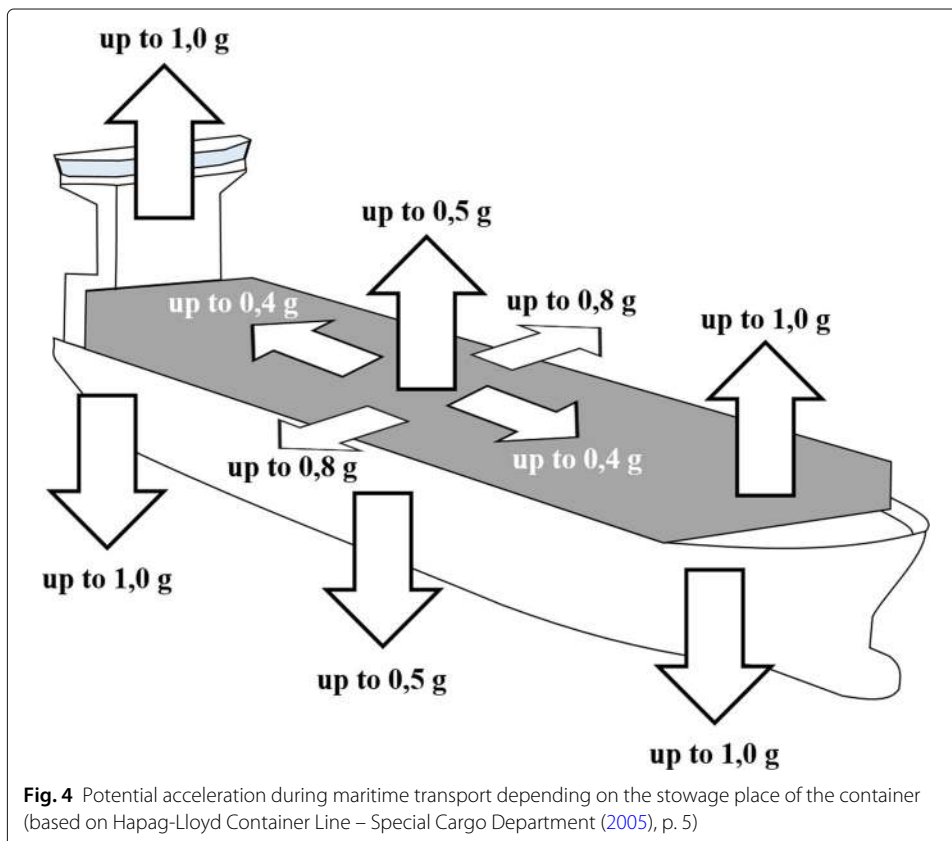 up to 1,0 g
up to 0,5 g
up to 0,4 g
up to 0,8 g
up to 1,0 g
up to 0,8 g
up to 0,4 g
up to 1,0 g
up to 0,5 g
up to 1,0 g
Fig. 4 Potential acceleration during maritime transport depending on the stowage place of the container
(based on Hapag-Lloyd Container Line – Special Cargo Department (2005), p. 5)